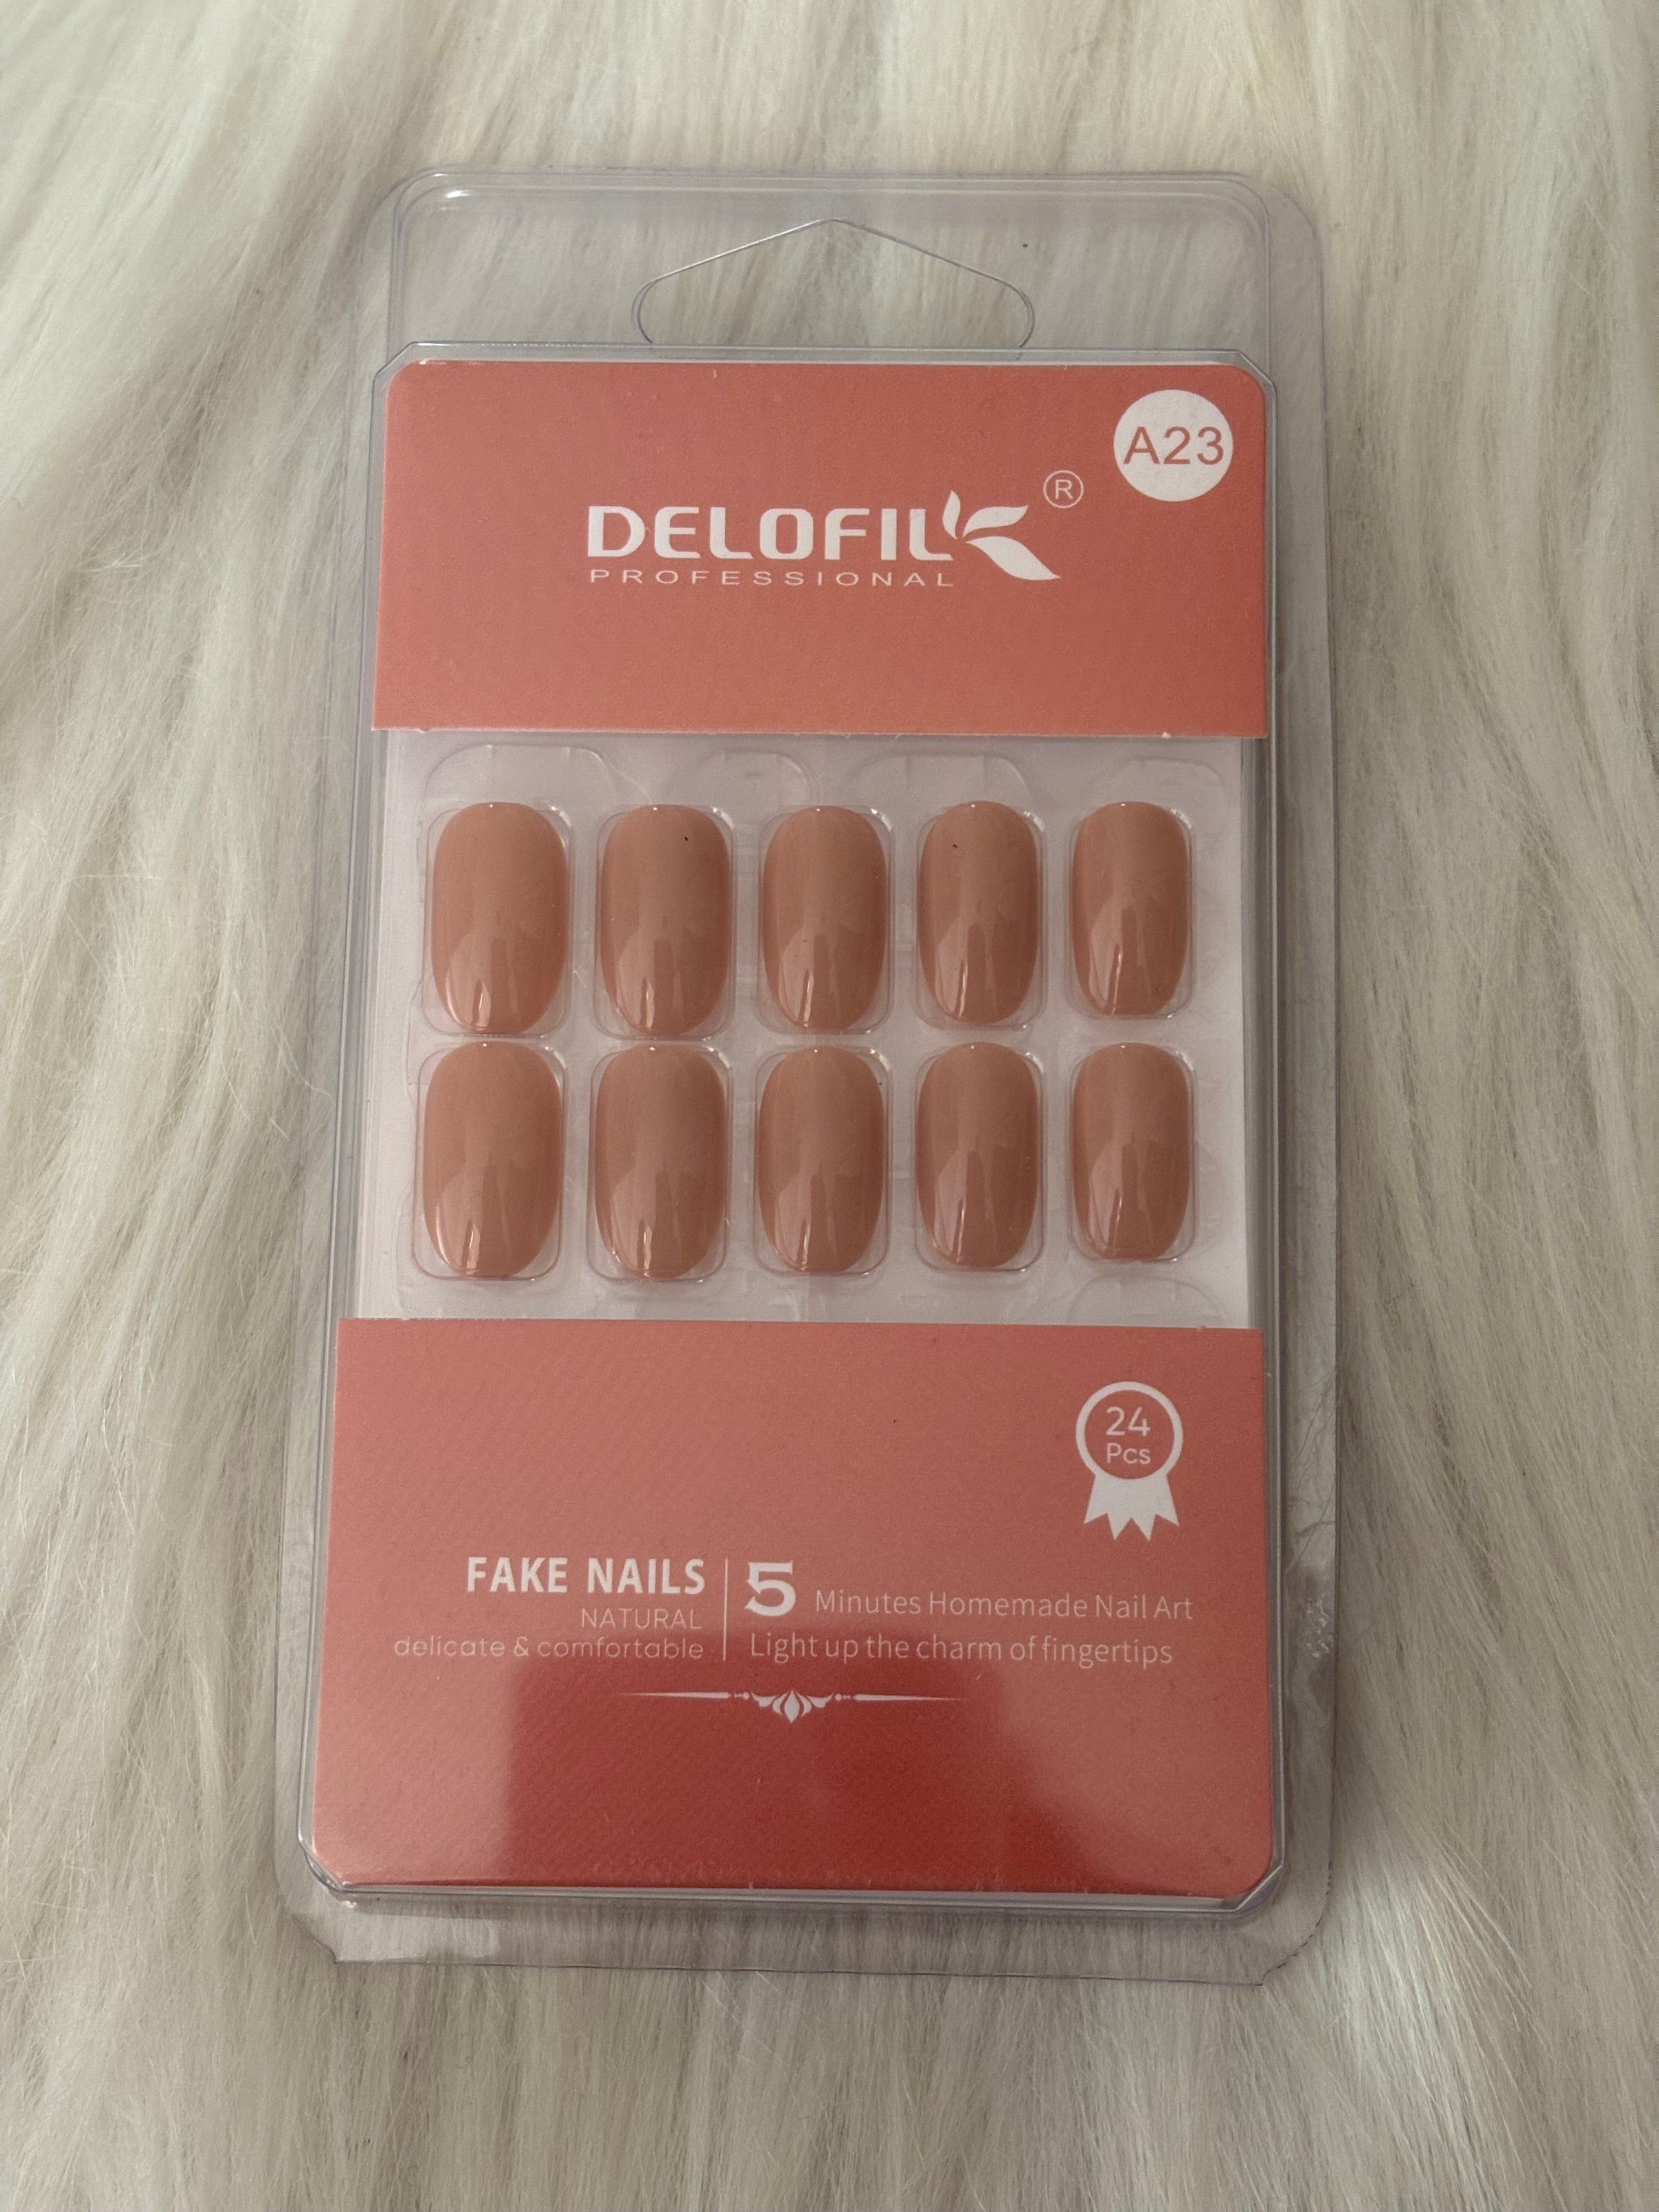 A23
DELOFIL ®
PROFESSIONAL
24
Pcs
FAKE NAILS
NATURAL
delicate & comfortable
5 Minutes Homemade Nail Art
Light up the charm of fingertips